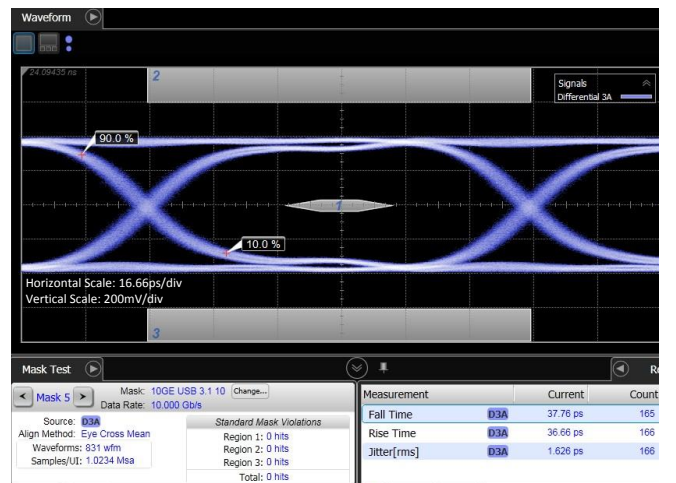 Waveform
24.09435 ns
2
Signals
Differential 3A
90.0 %
1
10.0 %
Horizontal Scale: 16.66ps/div
Vertical Scale: 200mV/div
3
Mask Test
Mask 5
Mask: 10GE USB 3.1 10 Change...
Data Rate: 10.000 Gb/s
Source: D3A
Align Method: Eye Cross Mean
Waveforms: 831 wfm
Samples/UI: 1.0234 Msa
Standard Mask Violations
Region 1: 0 hits
Region 2: 0 hits
Region 3: 0 hits
Total: 0 hits
Re
Measurement Current Count
Fall Time D3A 37.76 ps 165
Rise Time D3A 36.66 ps 166
Jitter[rms] D3A 1.626 ps 166